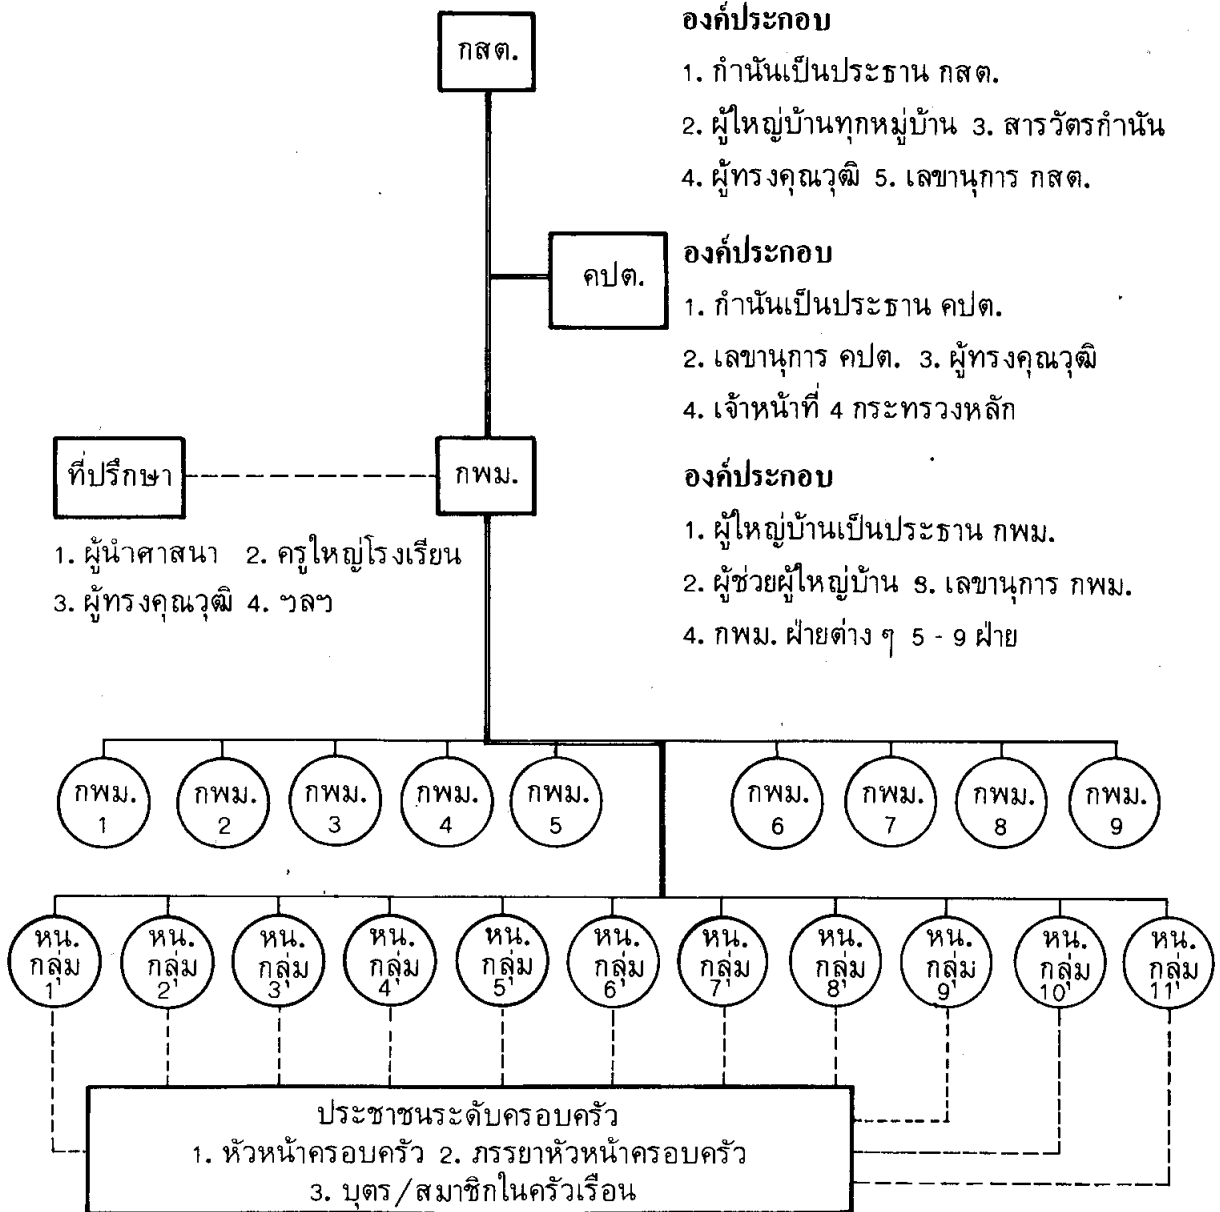 กสต.
องค์ประกอบ
1. กำนันเป็นประธาน กสต.
2. ผู้ใหญ่บ้านทุกหมู่บ้าน 3. สารวัตรกำนัน
4. ผู้ทรงคุณวุฒิ 5. เลขานุการ กสต.
คปต.
องค์ประกอบ
1. กำนันเป็นประธาน คปต.
2. เลขานุการ คปต. 3. ผู้ทรงคุณวุฒิ
4. เจ้าหน้าที่ 4 กระทรวงหลัก
ที่ปรึกษา
1. ผู้นำศาสนา 2. ครูใหญ่โรงเรียน
3. ผู้ทรงคุณวุฒิ 4. ฯลฯ
กพม.
องค์ประกอบ
1. ผู้ใหญ่บ้านเป็นประธาน กพม.
2. ผู้ช่วยผู้ใหญ่บ้าน 3. เลขานุการ กพม.
4. กพม. ฝ่ายต่าง ๆ 5 - 9 ฝ่าย
กพม. กพม. กพม. กพม. กพม. กพม. กพม. กพม. กพม.
1 2 3 4 5 6 7 8 9
หน. หน. หน. หน. หน. หน. หน. หน. หน. หน. หน.
กลุ่ม กลุ่ม กลุ่ม กลุ่ม กลุ่ม กลุ่ม กลุ่ม กลุ่ม กลุ่ม กลุ่ม กลุ่ม
1 2 3 4 5 6 7 8 9 10 11
ประชาชนระดับครอบครัว
1. หัวหน้าครอบครัว 2. ภรรยาหัวหน้าครอบครัว
3. บุตร/สมาชิกในครัวเรือน